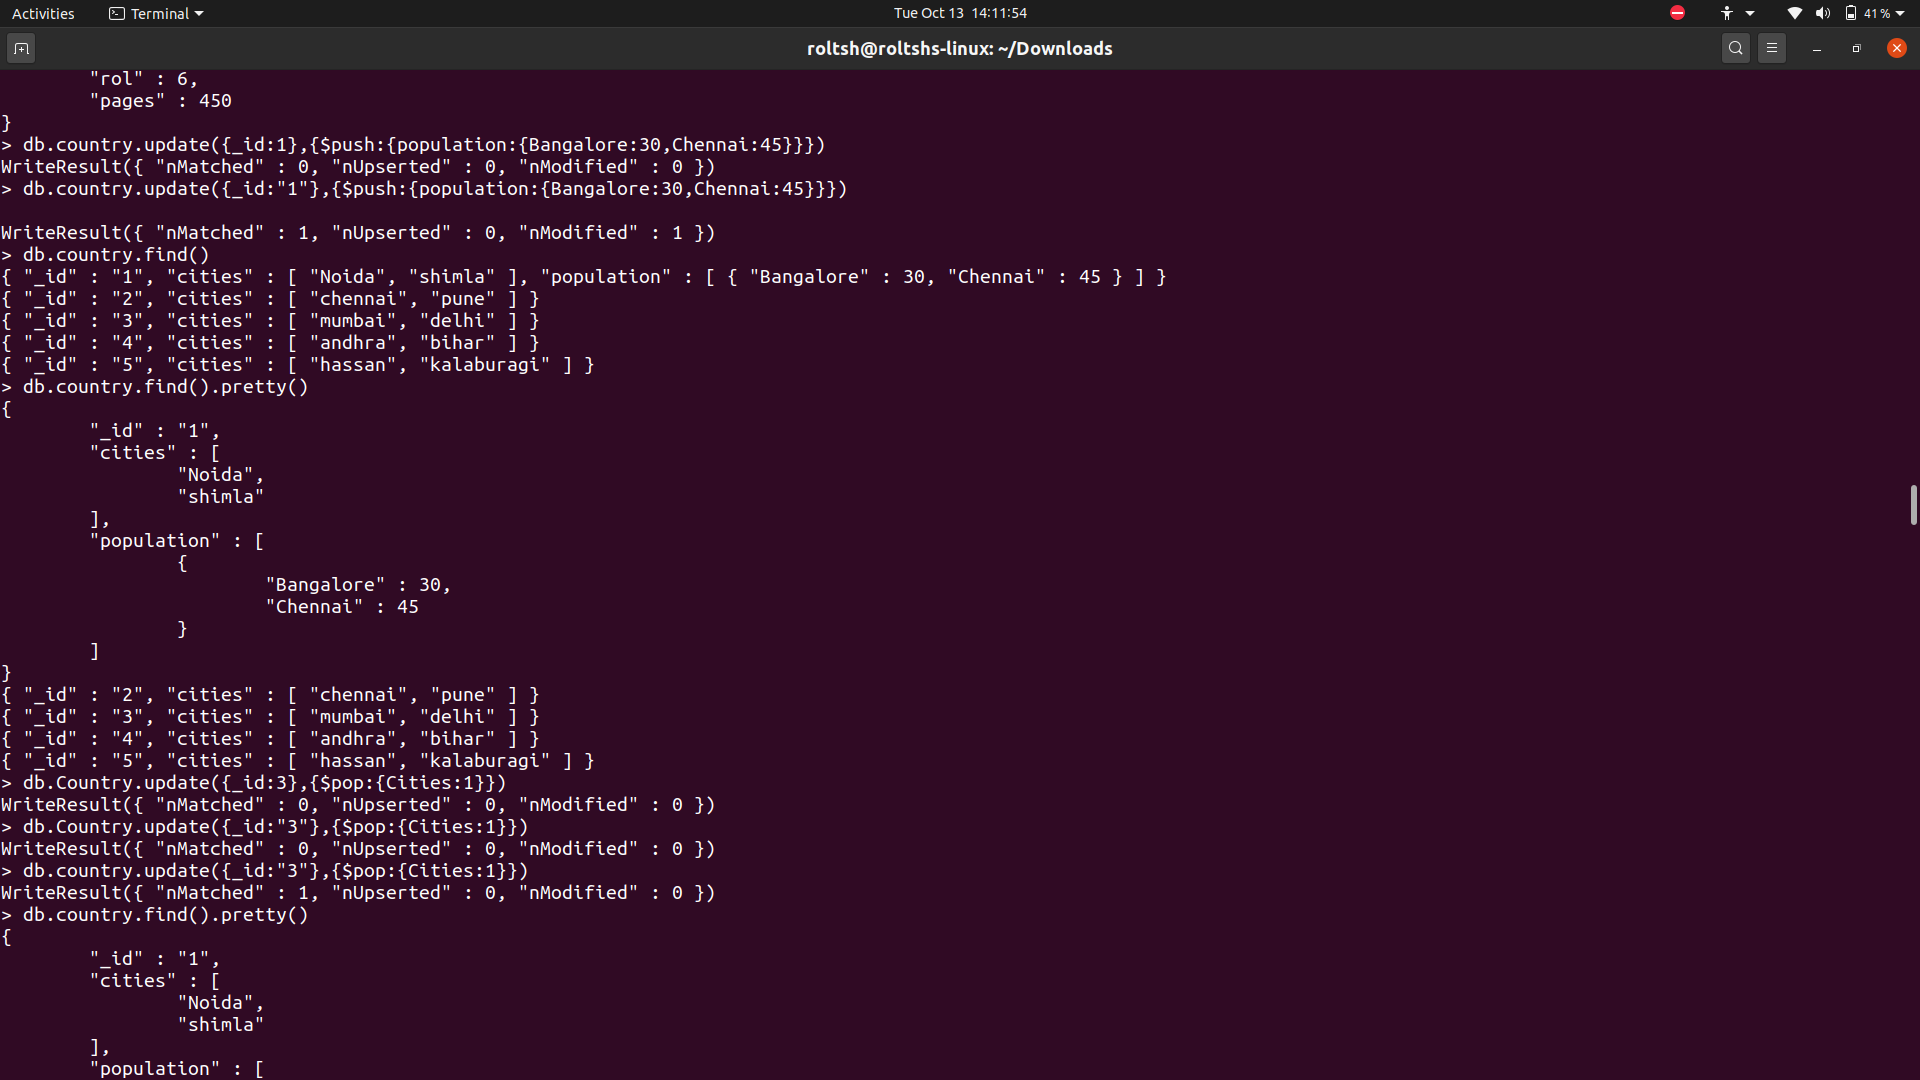 Activities Terminal Tue Oct 13 14:11:54 41%
roltsh@roltshs-linux: ~/Downloads
"rol" : 6,
"pages" : 450
}
> db.country.update({_id:1},{$push:{population:{Bangalore:30,Chennai:45}}})
WriteResult({ "nMatched" : 0, "nUpserted" : 0, "nModified" : 0 })
> db.country.update({_id:"1"},{$push:{population:{Bangalore:30,Chennai:45}}})
WriteResult({ "nMatched" : 1, "nUpserted" : 0, "nModified" : 1 })
> db.country.find()
{ "_id" : "1", "cities" : [ "Noida", "shimla" ], "population" : [ { "Bangalore" : 30, "Chennai" : 45 } ] }
{ "_id" : "2", "cities" : [ "chennai", "pune" ] }
{ "_id" : "3", "cities" : [ "mumbai", "delhi" ] }
{ "_id" : "4", "cities" : [ "andhra", "bihar" ] }
{ "_id" : "5", "cities" : [ "hassan", "kalaburagi" ] }
> db.country.find().pretty()
{
"_id" : "1",
"cities" : [
"Noida",
"shimla"
],
"population" : [
{
"Bangalore" : 30,
"Chennai" : 45
}
]
}
{ "_id" : "2", "cities" : [ "chennai", "pune" ] }
{ "_id" : "3", "cities" : [ "mumbai", "delhi" ] }
{ "_id" : "4", "cities" : [ "andhra", "bihar" ] }
{ "_id" : "5", "cities" : [ "hassan", "kalaburagi" ] }
> db.Country.update({_id:3},{$pop:{Cities:1}})
WriteResult({ "nMatched" : 0, "nUpserted" : 0, "nModified" : 0 })
> db.Country.update({_id:"3"},{$pop:{Cities:1}})
WriteResult({ "nMatched" : 0, "nUpserted" : 0, "nModified" : 0 })
> db.country.update({_id:"3"},{$pop:{Cities:1}})
WriteResult({ "nMatched" : 1, "nUpserted" : 0, "nModified" : 0 })
> db.country.find().pretty()
{
"_id" : "1",
"cities" : [
"Noida",
"shimla"
],
"population" : [